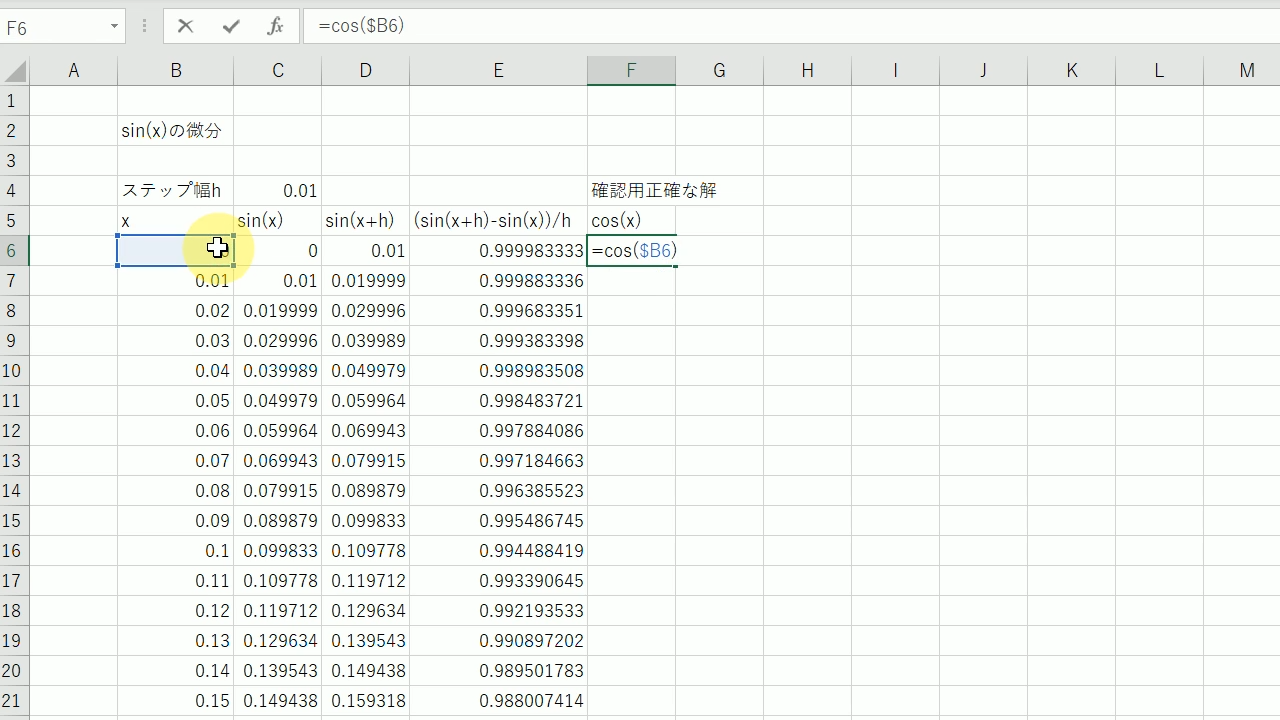 F6 fx =cos($B6)
A B C D E F G H I J K L M
1
2 sin(x)の微分
3
4 ステップ幅h 0.01 確認用正確な解
5 x sin(x) sin(x+h) (sin(x+h)-sin(x))/h cos(x)
6 0 0.01 0.999983333 =cos($B6)
7 0.01 0.01 0.019999 0.999883336
8 0.02 0.019999 0.029996 0.999683351
9 0.03 0.029996 0.039989 0.999383398
10 0.04 0.039989 0.049979 0.998983508
11 0.05 0.049979 0.059964 0.998483721
12 0.06 0.059964 0.069943 0.997884086
13 0.07 0.069943 0.079915 0.997184663
14 0.08 0.079915 0.089879 0.996385523
15 0.09 0.089879 0.099833 0.995486745
16 0.1 0.099833 0.109778 0.994488419
17 0.11 0.109778 0.119712 0.993390645
18 0.12 0.119712 0.129634 0.992193533
19 0.13 0.129634 0.139543 0.990897202
20 0.14 0.139543 0.149438 0.989501783
21 0.15 0.149438 0.159318 0.988007414